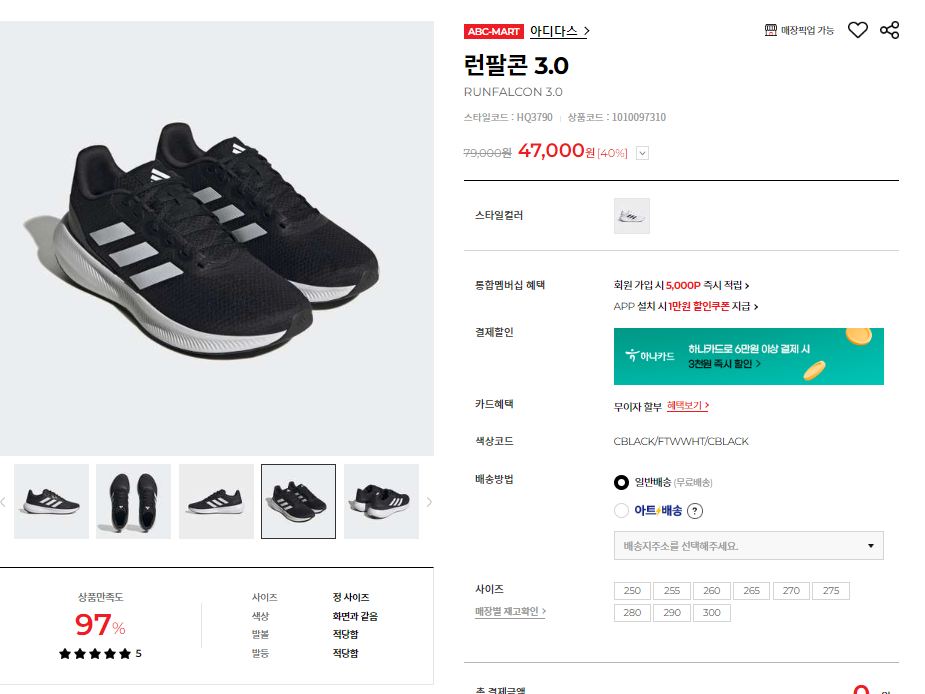 ABC-MART 아디다스 >
매장픽업 가능
런팔콘 3.0
RUNFALCON 3.0
스타일코드 : HQ3790 | 상품코드 : 1010097310
79,000원 47,000원 [40%]
스타일컬러
통합멤버십 혜택
회원 가입 시 5,000P 즉시 적립 >
APP 설치 시 1만원 할인쿠폰 지급 >
결제할인
하나카드
하나카드로 6만원 이상 결제 시
3천원 즉시 할인 >
카드혜택
무이자 할부 혜택보기 >
색상코드
CBLACK/FTWWHT/CBLACK
배송방법
일반배송 (무료배송)
아트배송 ?
배송지주소를 선택해주세요.
사이즈
매장별 재고확인 >
250 255 260 265 270 275
280 290 300
상품만족도
97%
★★★★★ 5
사이즈 정 사이즈
색상 화면과 같음
발볼 적당함
발등 적당함
총 결제금액
0 원